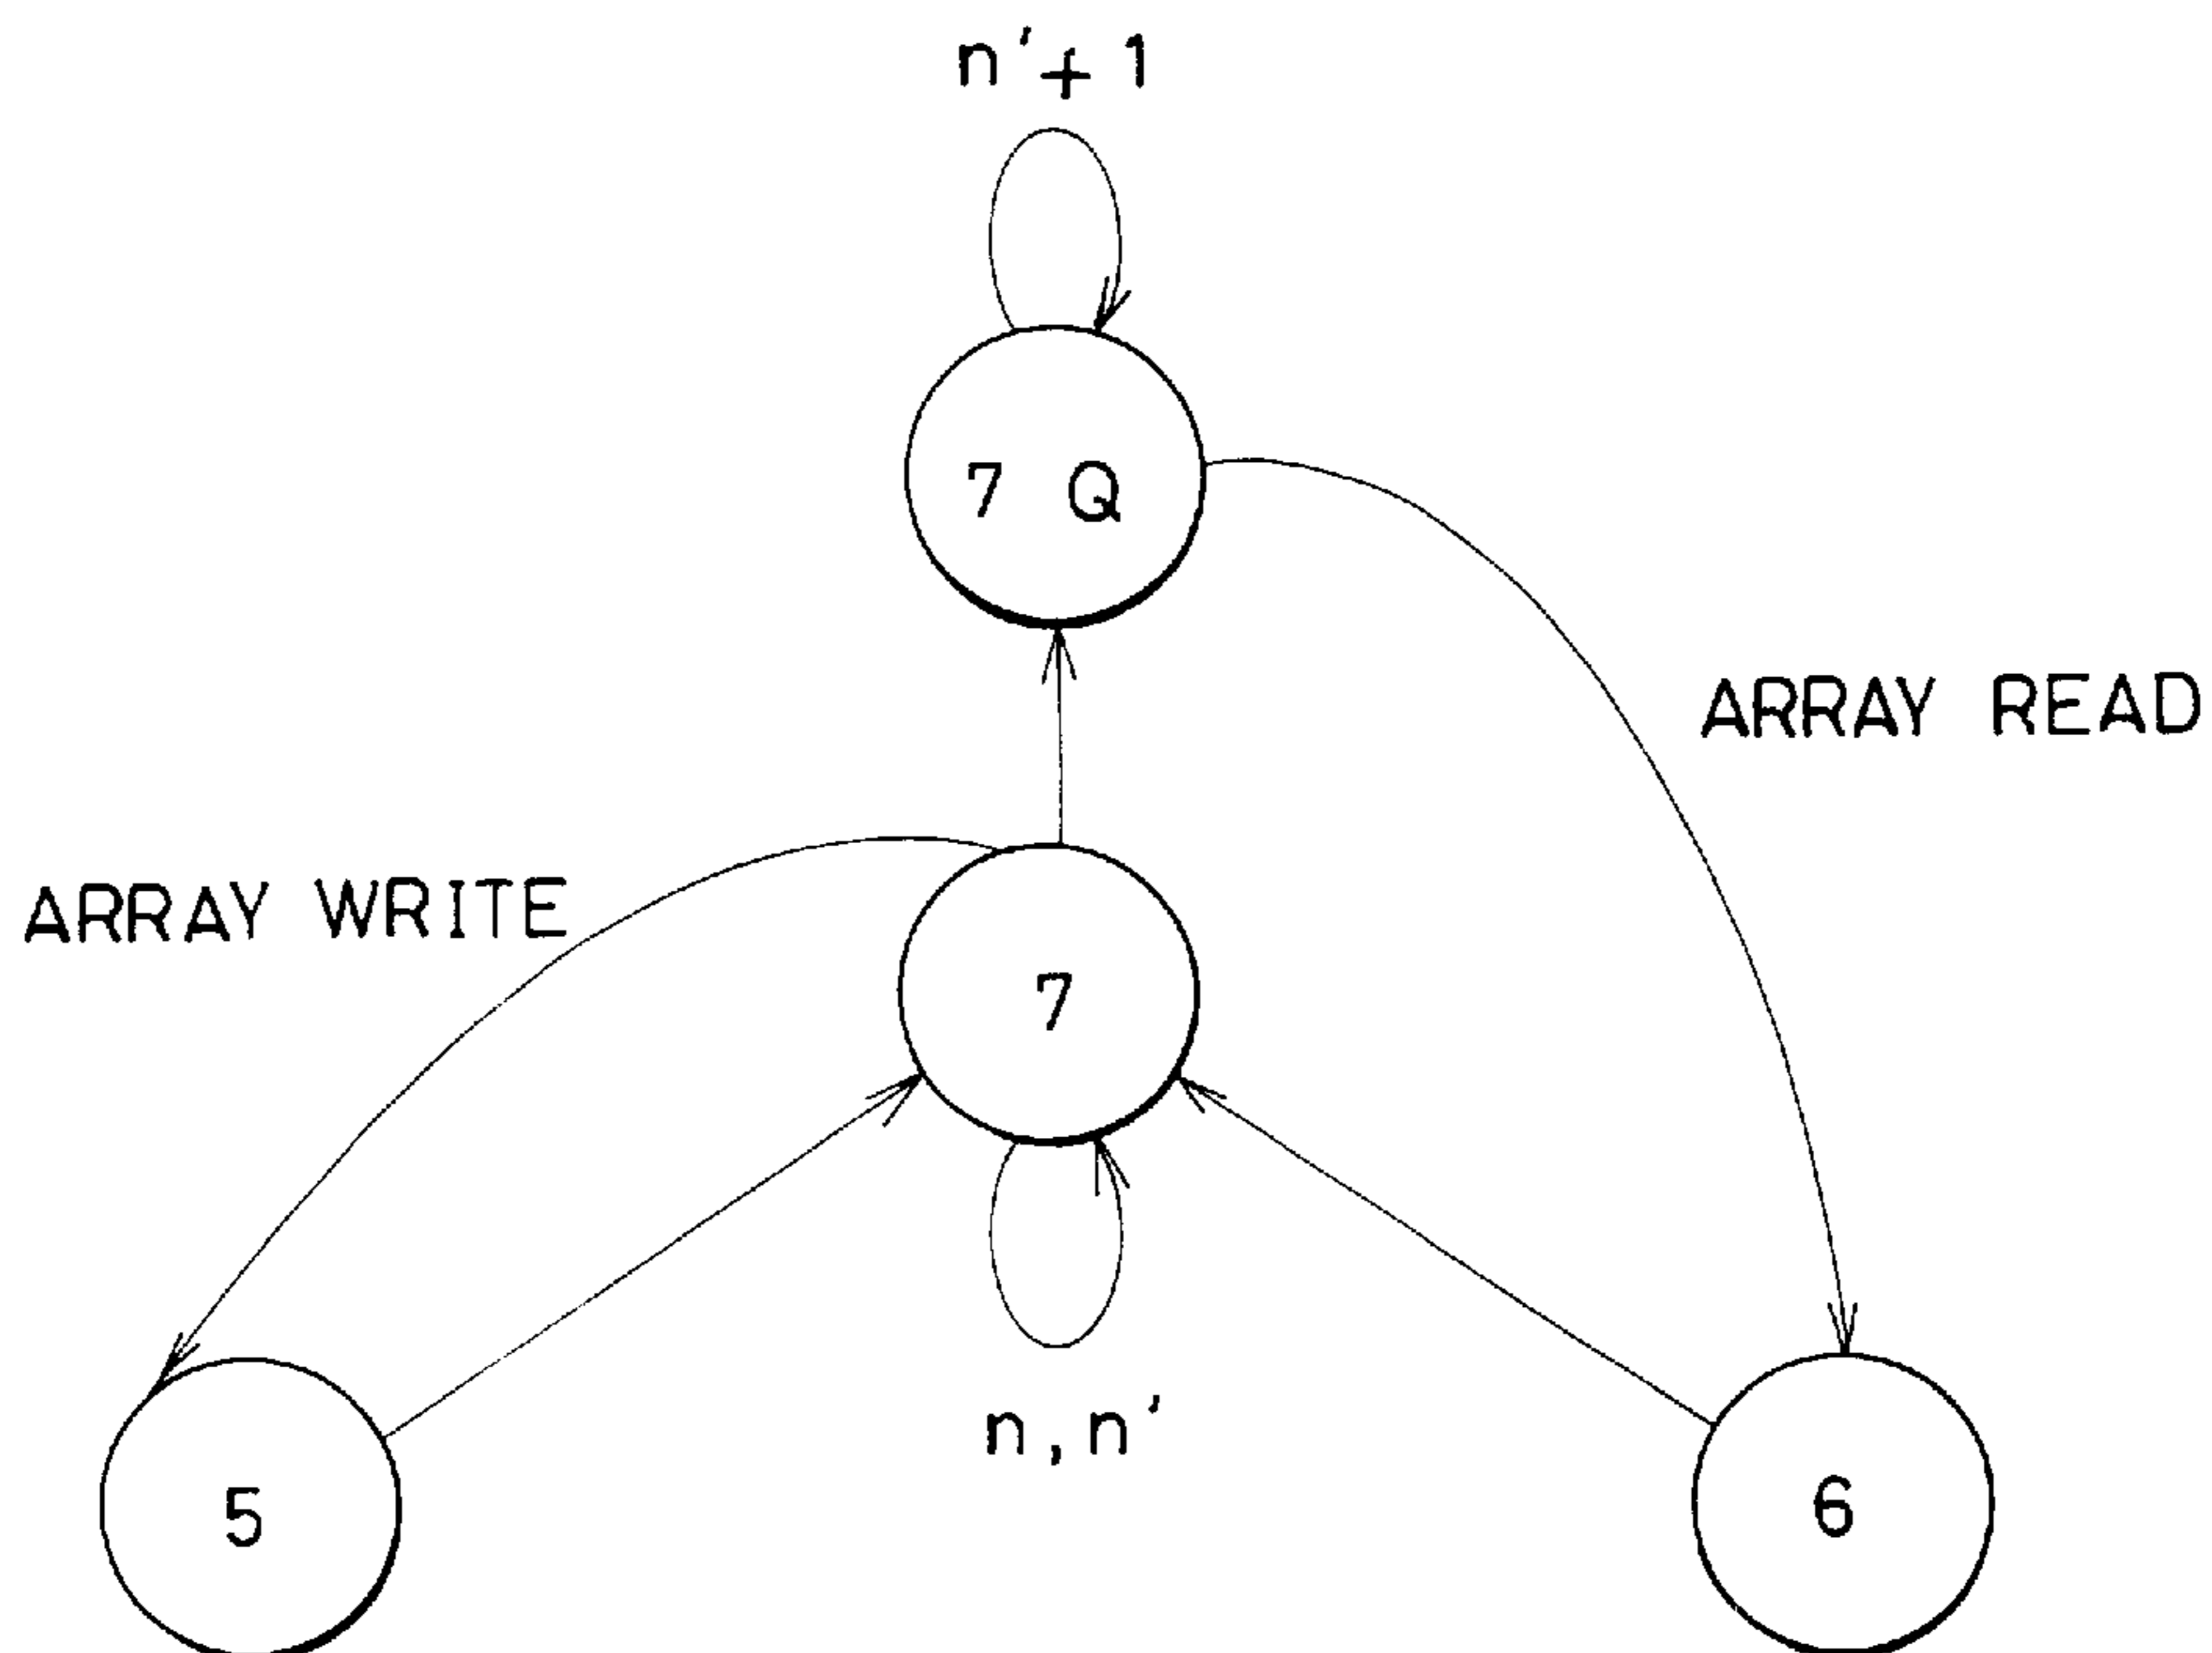 n'+1
7 Q
ARRAY READ
ARRAY WRITE
7
n,n'
5
6